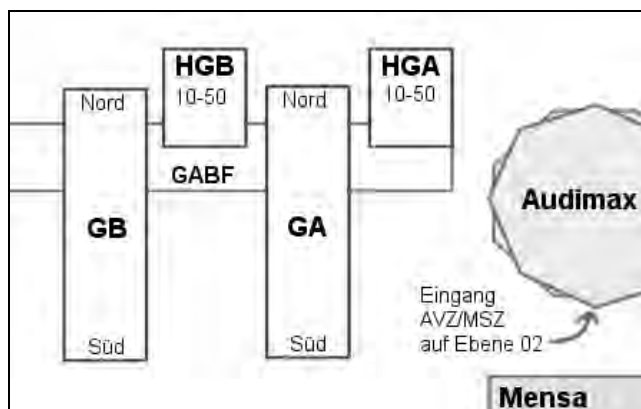 HGB
10-50
HGA
10-50
Nord
Nord
GABF
GB
GA
Süd
Süd
Audimax
Eingang
AVZ/MSZ
auf Ebene 02
Mensa